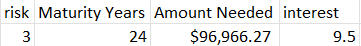 risk Maturity Years Amount Needed interest
3 24 $96,966.27 9.5